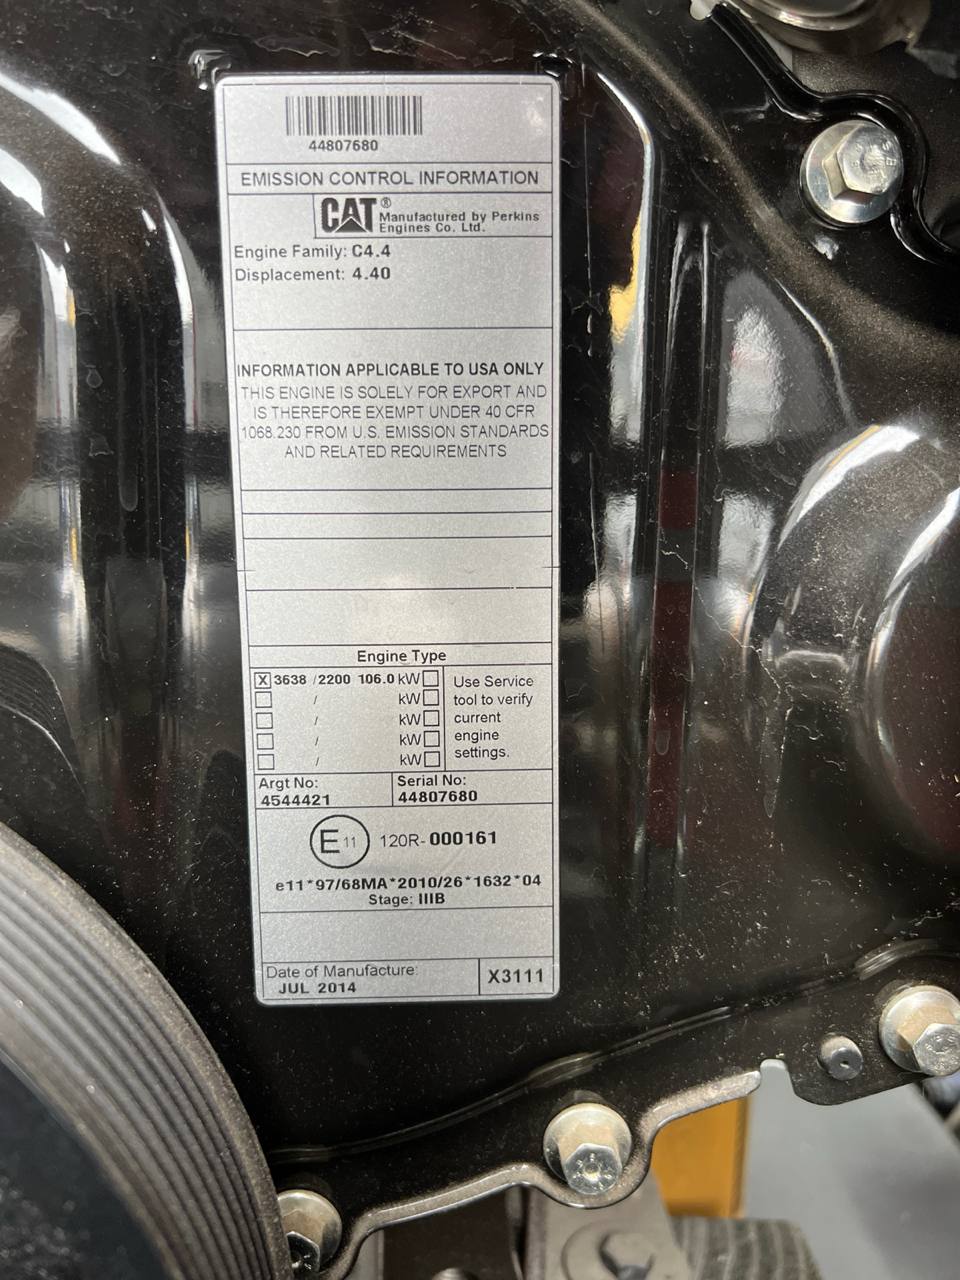 44807680
EMISSION CONTROL INFORMATION
CAT® Manufactured by Perkins
Engines Co. Ltd.
Engine Family: C4.4
Displacement: 4.40
INFORMATION APPLICABLE TO USA ONLY
THIS ENGINE IS SOLELY FOR EXPORT AND
IS THEREFORE EXEMPT UNDER 40 CFR
1068.230 FROM U.S. EMISSION STANDARDS
AND RELATED REQUIREMENTS
Engine Type
X 3638 /2200 106.0 kW
/ kW
/ kW
/ kW
/ kW
Use Service
tool to verify
current
engine
settings.
Argt No:
4544421
Serial No:
44807680
E11 120R-000161
e11*97/68MA*2010/26*1632*04
Stage: IIIB
Date of Manufacture:
JUL 2014
X3111